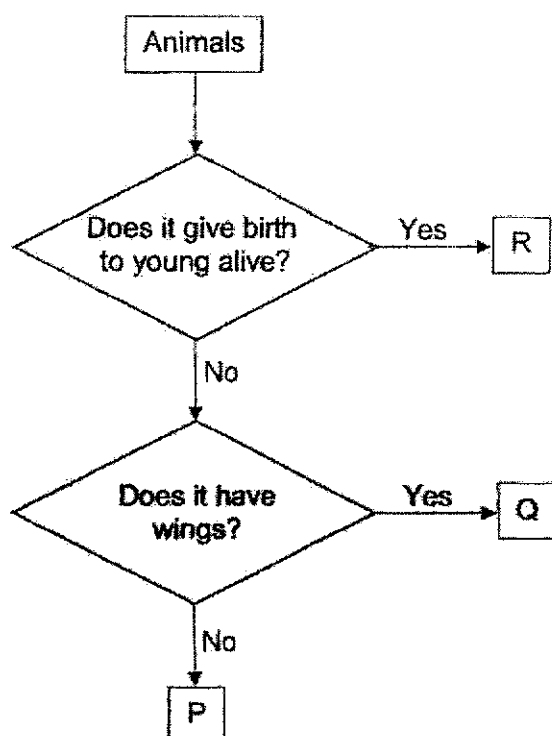 Animals
Does it give birth
to young alive?
Yes
R
No
Does it have
wings?
Yes
Q
No
P